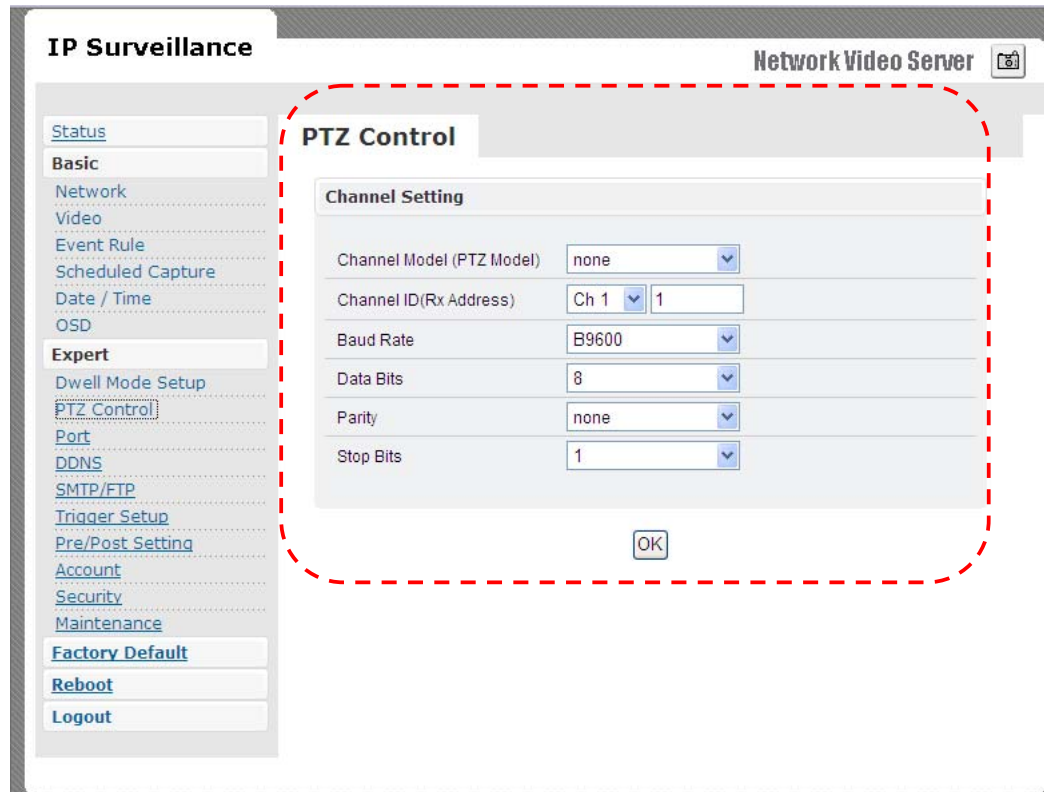 IP Surveillance
Network Video Server
Status
Basic
Network
Video
Event Rule
Scheduled Capture
Date / Time
OSD
Expert
Dwell Mode Setup
PTZ Control
Port
DDNS
SMTP/FTP
Trigger Setup
Pre/Post Setting
Account
Security
Maintenance
Factory Default
Reboot
Logout
PTZ Control
Channel Setting
Channel Model (PTZ Model) none
Channel ID(Rx Address) Ch 1 1
Baud Rate B9600
Data Bits 8
Parity none
Stop Bits 1
OK